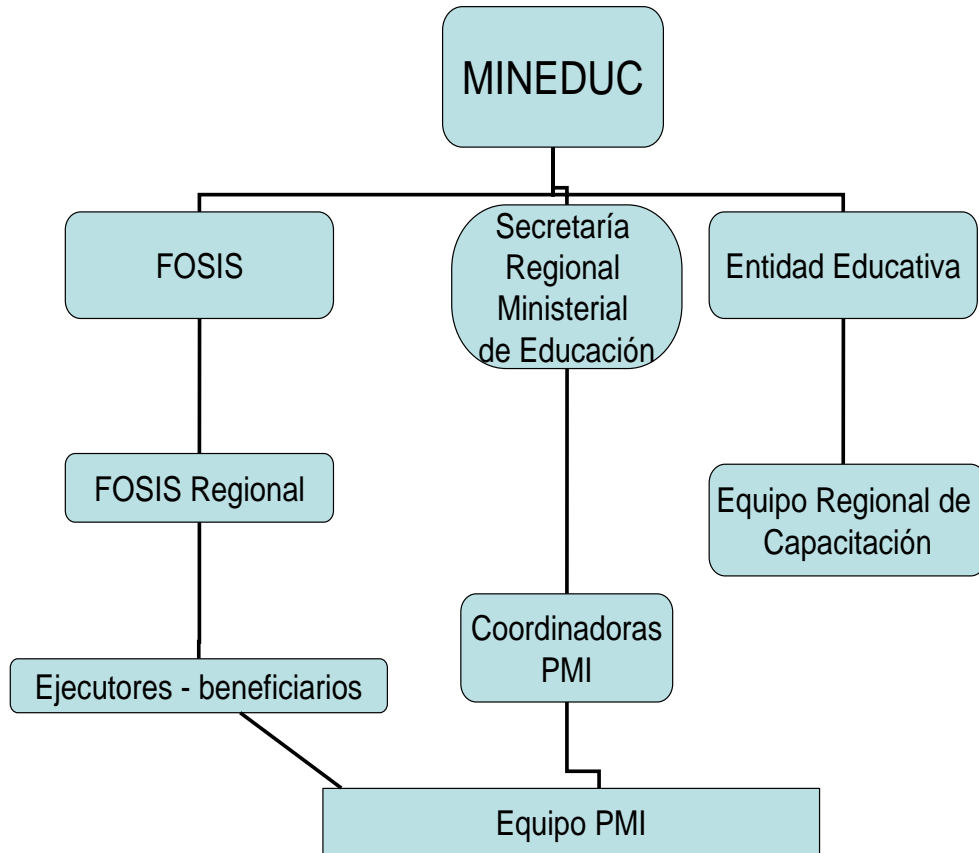 MINEDUC
FOSIS
Secretaría
Regional
Ministerial
de Educación
Entidad Educativa
FOSIS Regional
Equipo Regional de
Capacitación
Coordinadoras
PMI
Ejecutores - beneficiarios
Equipo PMI